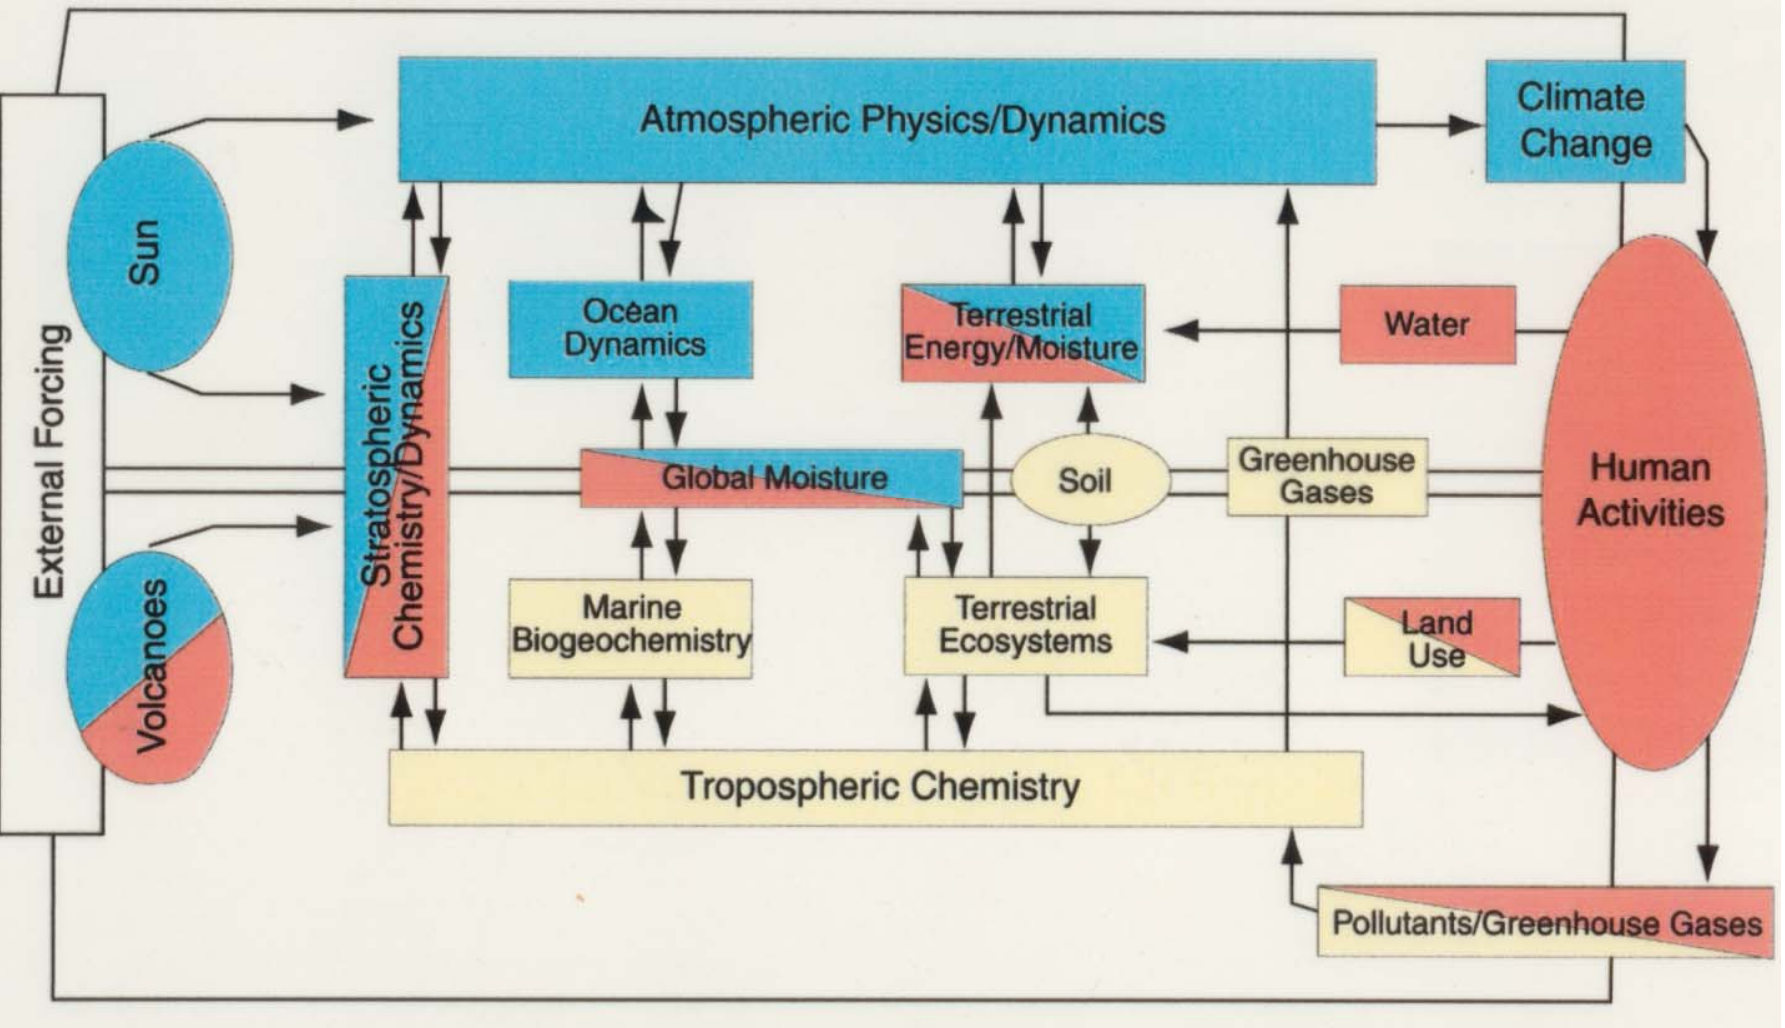 Atmospheric Physics/Dynamics
Climate
Change
External Forcing
Sun
Stratospheric
Chemistry/Dynamics
Ocean
Dynamics
Terrestrial
Energy/Moisture
Water
Global Moisture
Soil
Greenhouse
Gases
Human
Activities
Volcanoes
Marine
Biogeochemistry
Terrestrial
Ecosystems
Land
Use
Tropospheric Chemistry
Pollutants/Greenhouse Gases